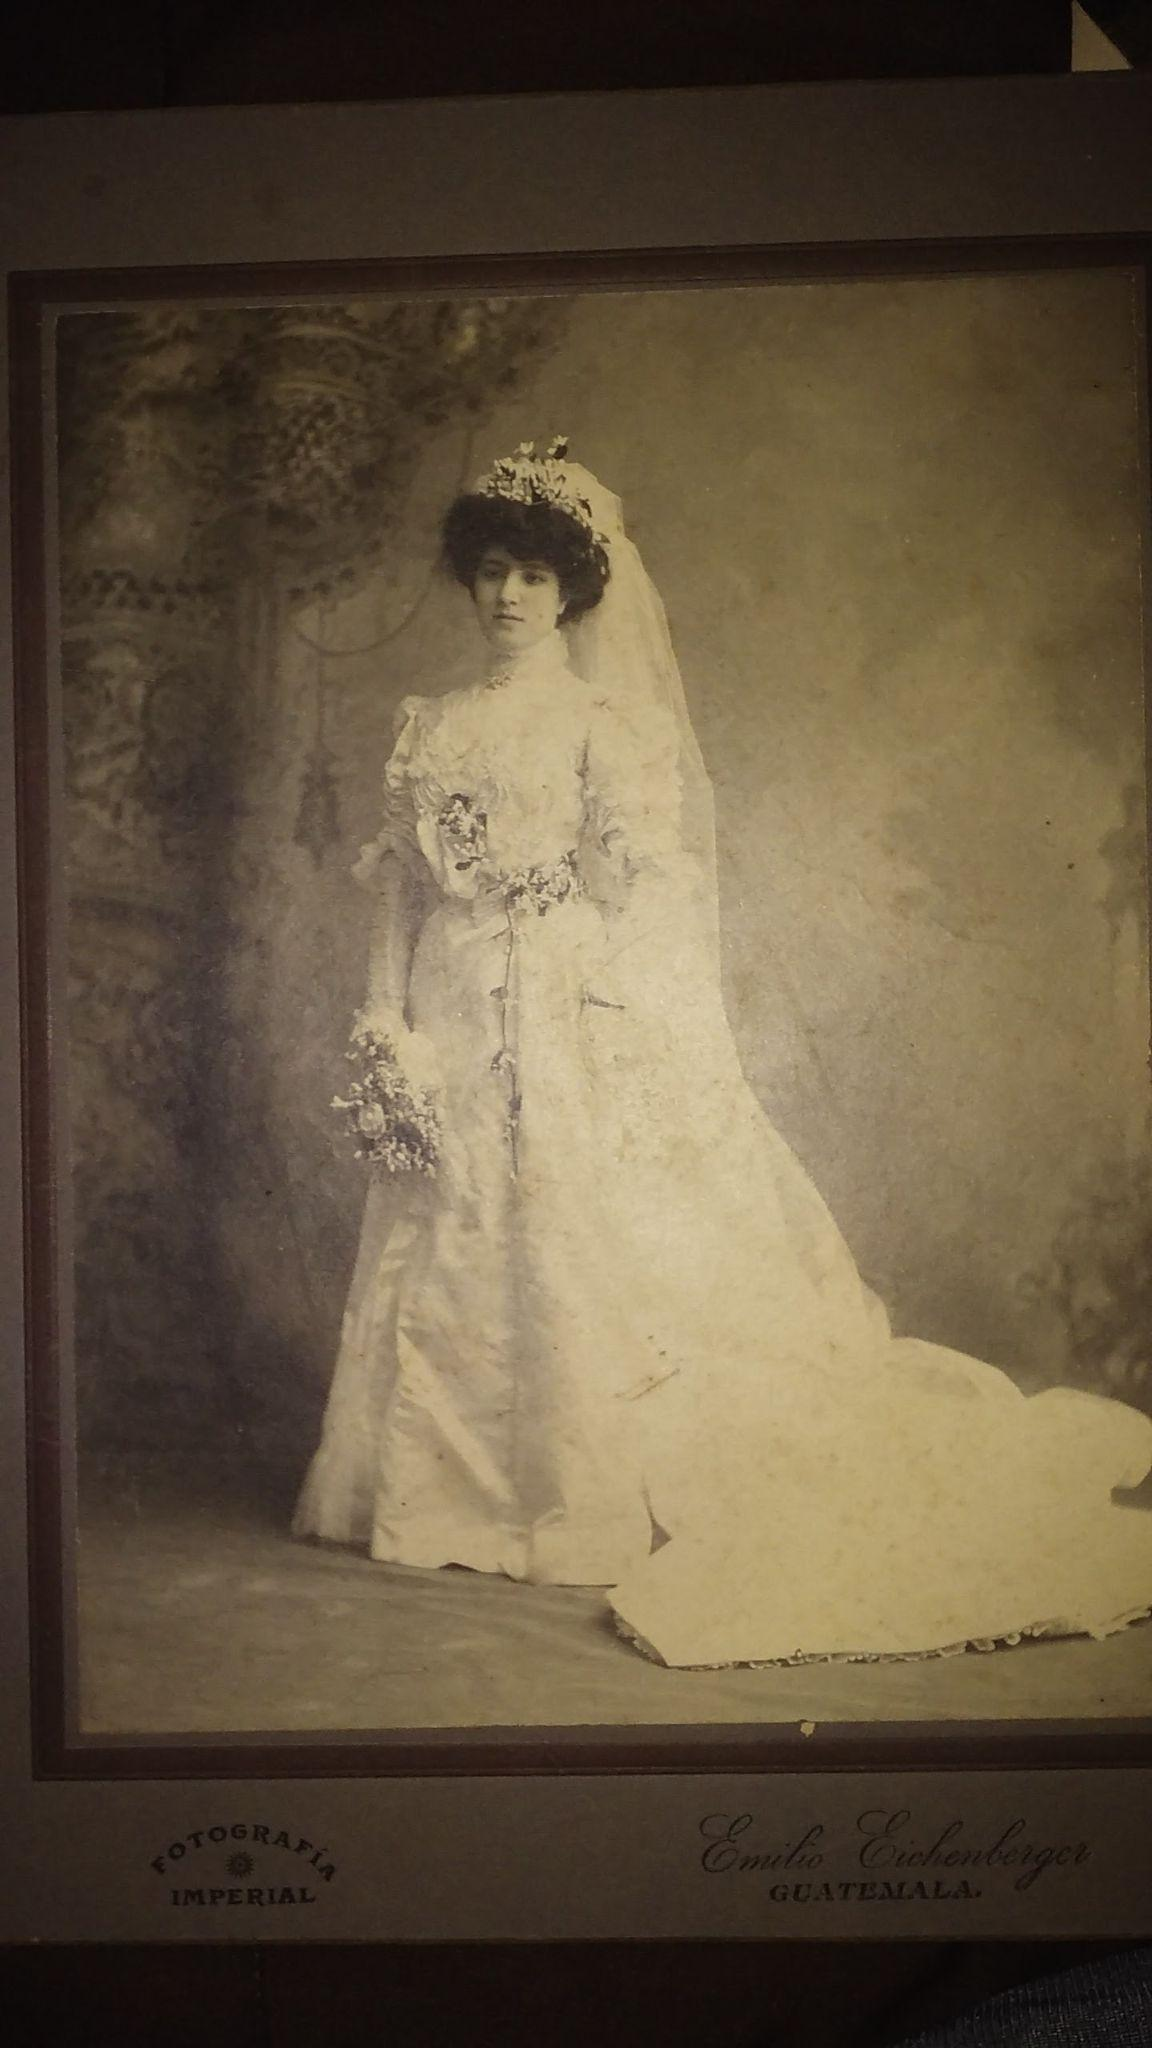 FOTOGRAFÍA
IMPERIAL
Emilio Eichenberger
GUATEMALA.